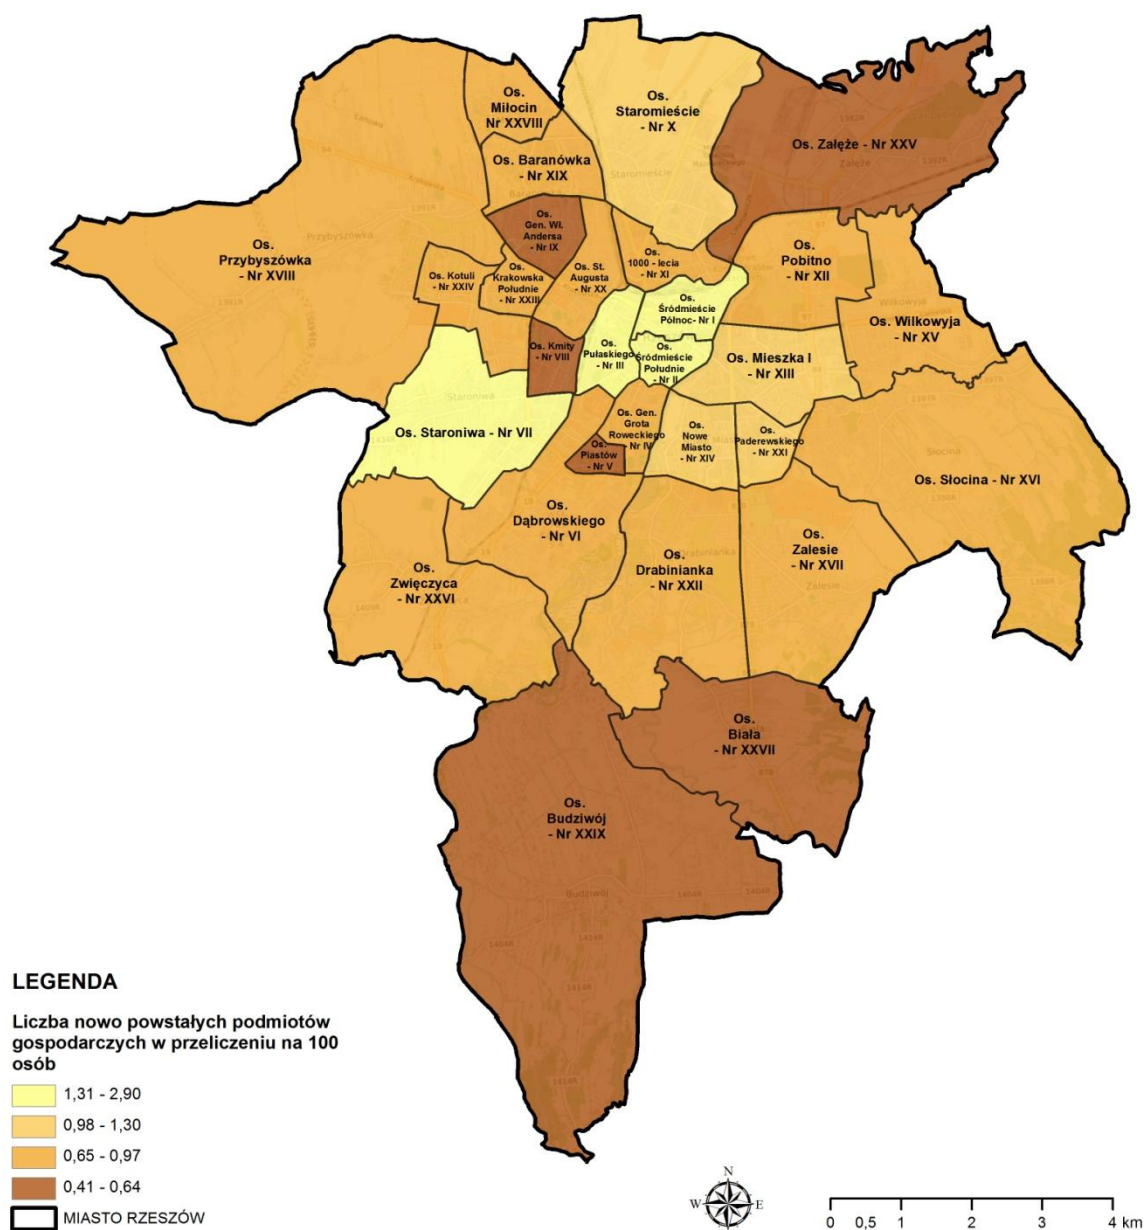 Os.
Miłocin
Nr XXVIII
Os.
Staromieście
- Nr X
Os. Załęże - Nr XXV
Os. Baranówka
- Nr XIX
Os.
Gen. Wł.
Andersa
- Nr IX
Os.
Przybyszówka
- Nr XVIII
Os. Kotuli
- Nr XXIV
Os.
Krakowska
Południe
- Nr XXIII
Os. St.
Augusta
- Nr XX
Os.
1000 - lecia
- Nr XI
Os.
Pobitno
- Nr XII
Os.
Śródmieście
Północ- Nr I
Os. Wilkowyja
- Nr XV
Os. Kmity
- Nr VIII
Os.
Pułaskiego
- Nr III
Os.
Śródmieście
Południe
- Nr II
Os. Mieszka I
- Nr XIII
Os. Staroniwa - Nr VII
Os. Gen.
Grota
Roweckiego
- Nr IV
Os.
Piastów
- Nr V
Os.
Nowe
Miasto
- Nr XIV
Os.
Paderewskiego
- Nr XXI
Os. Słocina - Nr XVI
Os.
Dąbrowskiego
- Nr VI
Os.
Zwięczyca
- Nr XXVI
Os.
Drabinianka
- Nr XXII
Os.
Zalesie
- Nr XVII
Os.
Biała
- Nr XXVII
Os.
Budziwój
- Nr XXIX
Przybyszówka
Staromieście
Załęże
Wilkowyja
Staroniwa
Słocina
Zalesie
Budziwój
LEGENDA
Liczba nowo powstałych podmiotów
gospodarczych w przeliczeniu na 100
osób
1,31 - 2,90
0,98 - 1,30
0,65 - 0,97
0,41 - 0,64
MIASTO RZESZÓW
N
W
E
S
0 0,5 1 2 3 4 km